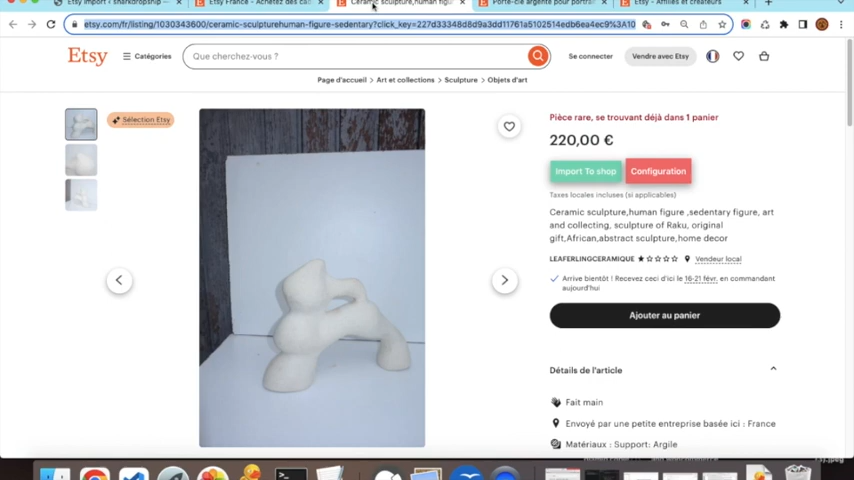 Etsy Import ‹ sharkdropship
Etsy France - Achetez des ca
Ceramic sculpture,human figu
Porte-clé argenté pour portrai
Etsy - Affiliés et créateurs
etsy.com/fr/listing/1030343600/ceramic-sculpturehuman-figure-sedentary?click_key=227d33348d8d9a3dd11761a5102514edb6ea4ec9%3A10
Etsy
Catégories
Que cherchez-vous ?
Se connecter
Vendre avec Etsy
Page d'accueil > Art et collections > Sculpture > Objets d'art
Sélection Etsy
Pièce rare, se trouvant déjà dans 1 panier
220,00 €
Import To shop
Configuration
Taxes locales incluses (si applicables)
Ceramic sculpture,human figure ,sedentary figure, art
and collecting, sculpture of Raku, original
gift,African,abstract sculpture,home decor
LEAFERLINGCERAMIQUE
Vendeur local
Arrive bientôt ! Recevez ceci d'ici le 16-21 févr. en commandant
aujourd'hui
Ajouter au panier
Détails de l'article
Fait main
Envoyé par une petite entreprise basée ici : France
Matériaux : Support: Argile